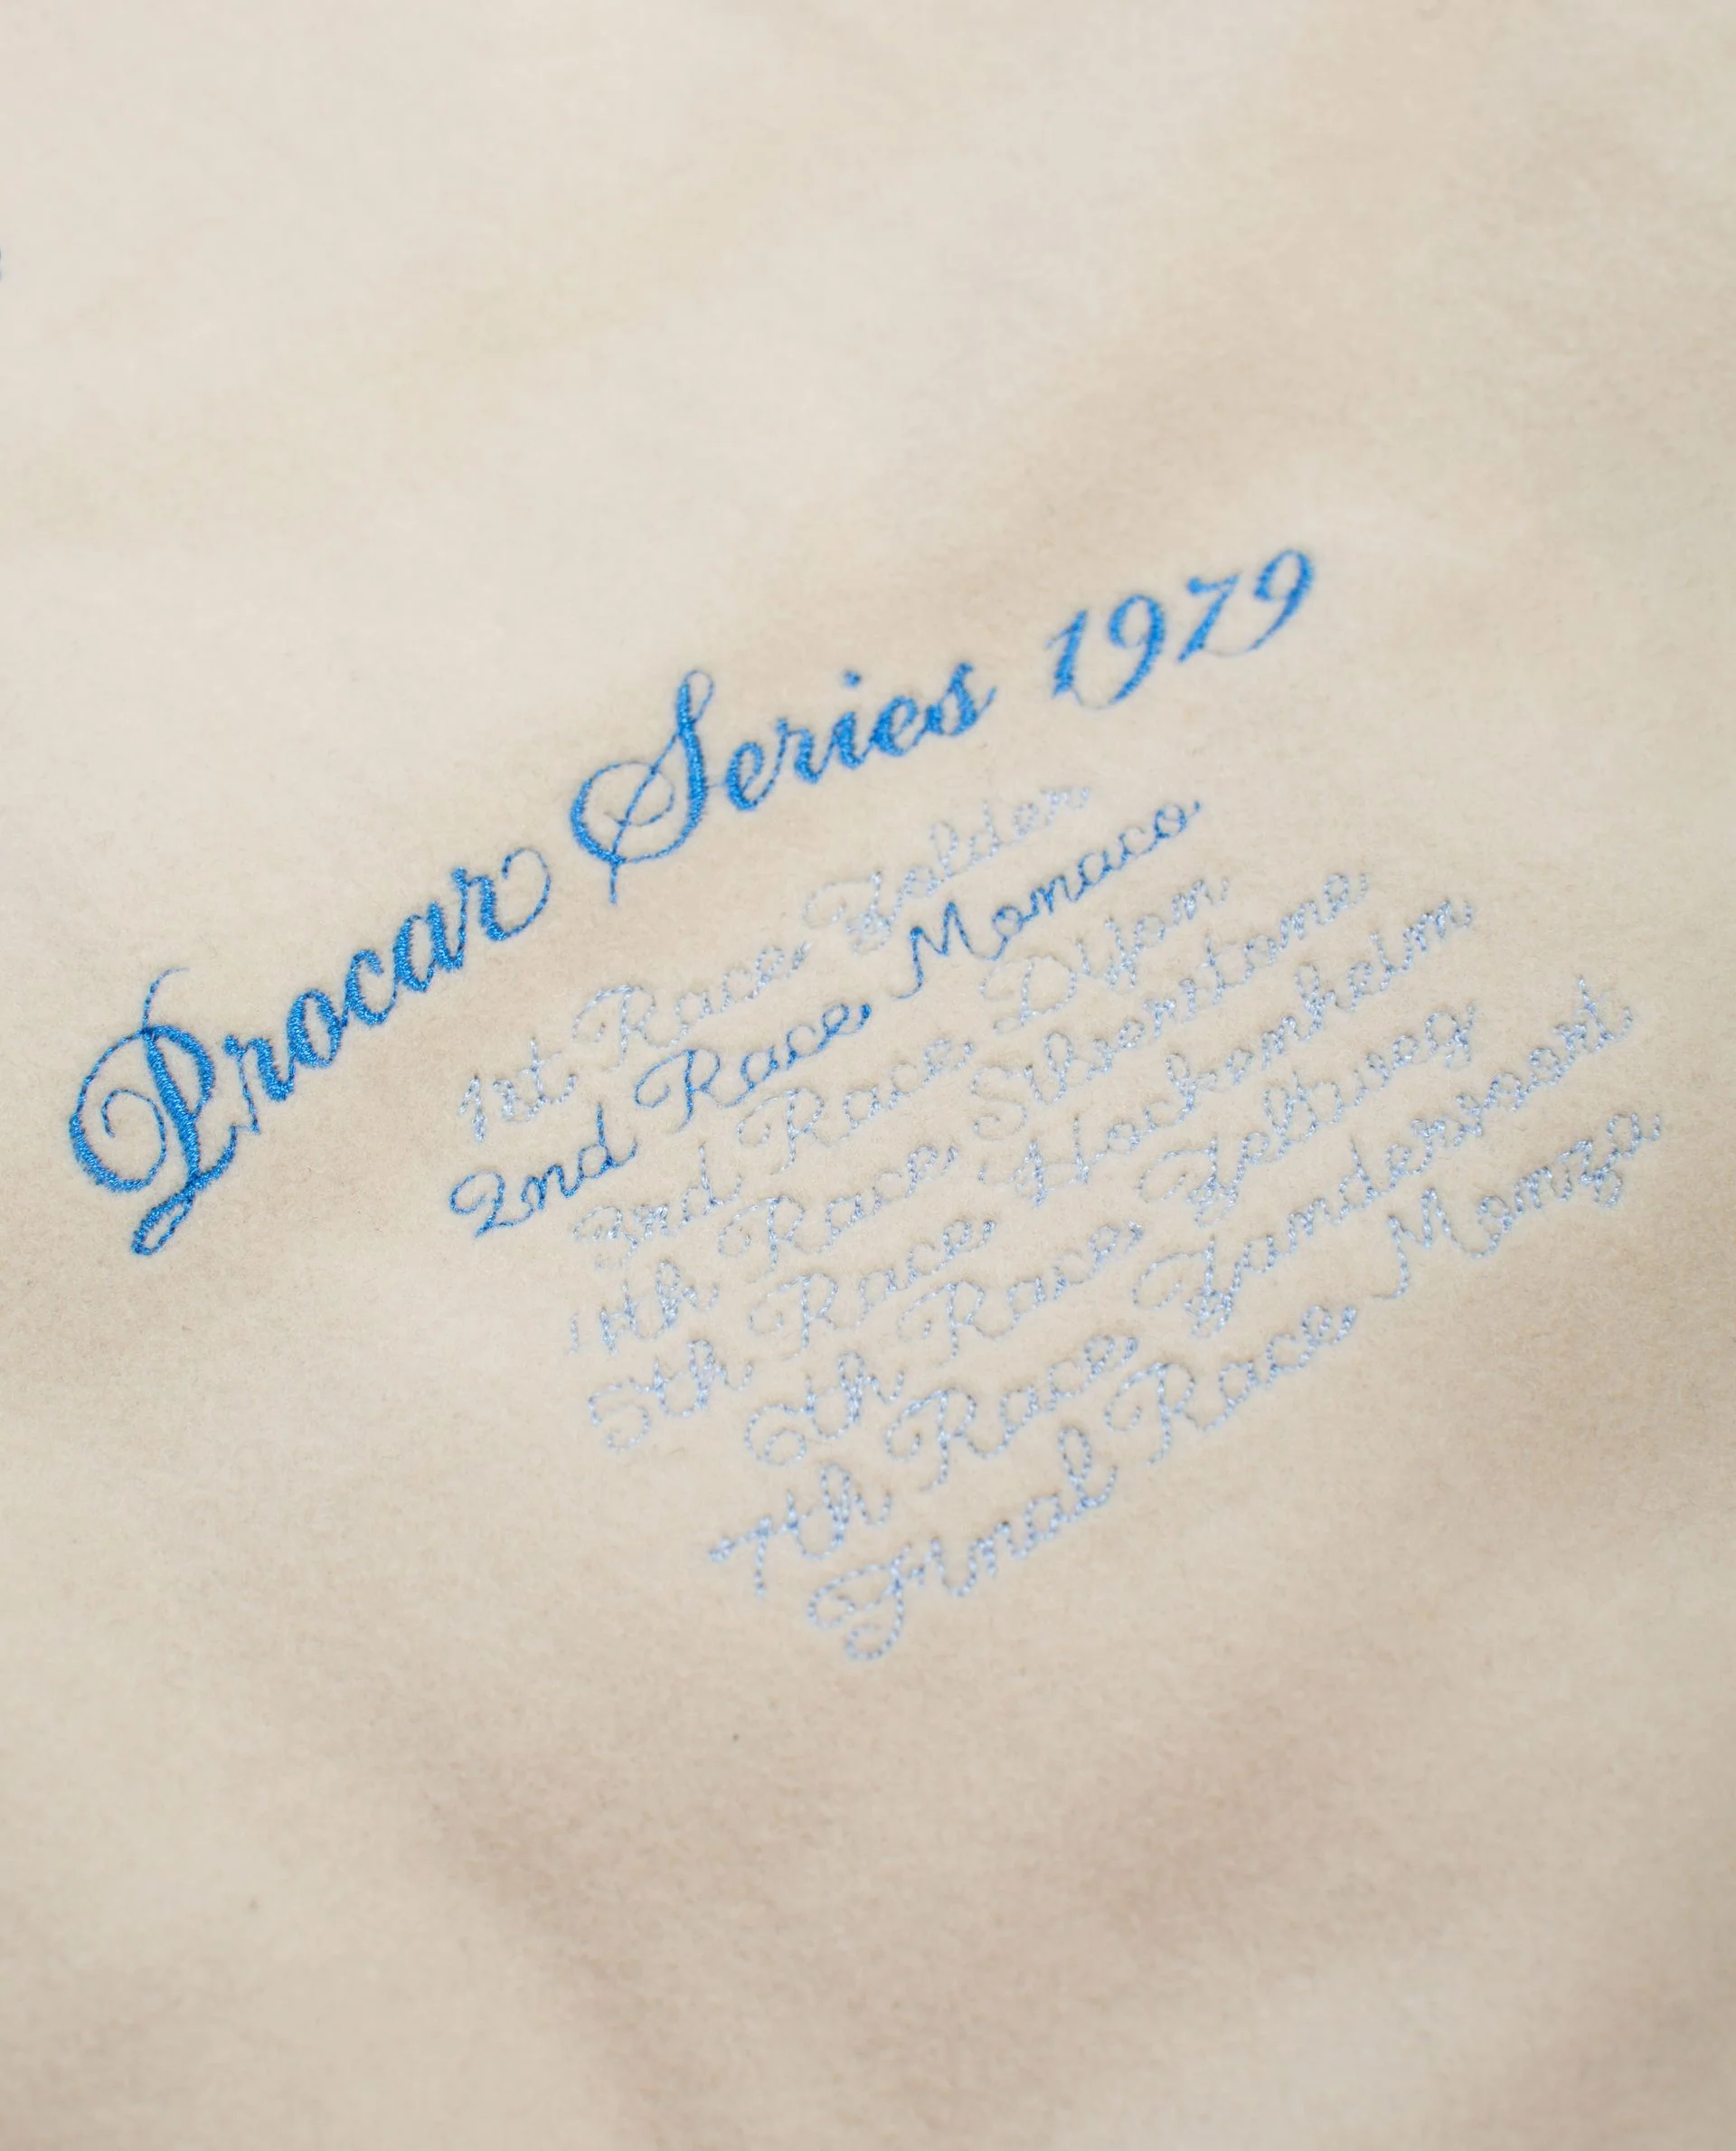 Procar Series 1979
1st Race Zolder
2nd Race Monaco
3rd Race Dijon
4th Race Silverstone
5th Race Hockenheim
6th Race Zeltweg
7th Race Zandervoort
Final Race Monza